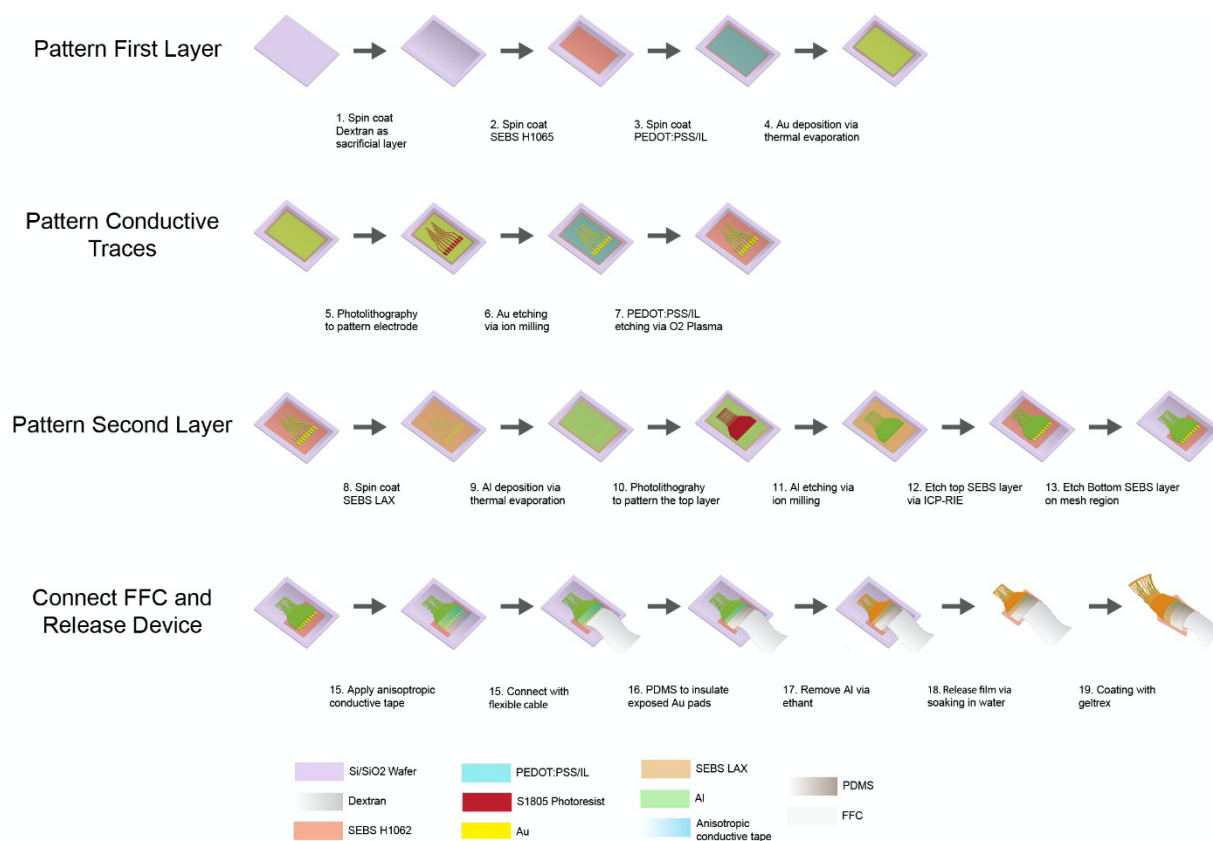 Pattern First Layer
1. Spin coat
Dextran as
sacrificial layer
2. Spin coat
SEBS H1065
3. Spin coat
PEDOT:PSS/IL
4. Au deposition via
thermal evaporation
Pattern Conductive
Traces
5. Photolithography
to pattern electrode
6. Au etching
via ion milling
7. PEDOT:PSS/IL
etching via O2 Plasma
Pattern Second Layer
8. Spin coat
SEBS LAX
9. Al deposition via
thermal evaporation
10. Photolithograhy
to pattern the top layer
11. Al etching via
ion milling
12. Etch top SEBS layer
via ICP-RIE
13. Etch Bottom SEBS layer
on mesh region
Connect FFC and
Release Device
15. Apply anisoptropic
conductive tape
15. Connect with
flexible cable
16. PDMS to insulate
exposed Au pads
17. Remove Al via
ethant
18. Release film via
soaking in water
19. Coating with
geltrex
Si/SiO2 Wafer
Dextran
SEBS H1062
PEDOT:PSS/IL
S1805 Photoresist
Au
SEBS LAX
Al
Anisotropic
conductive tape
PDMS
FFC